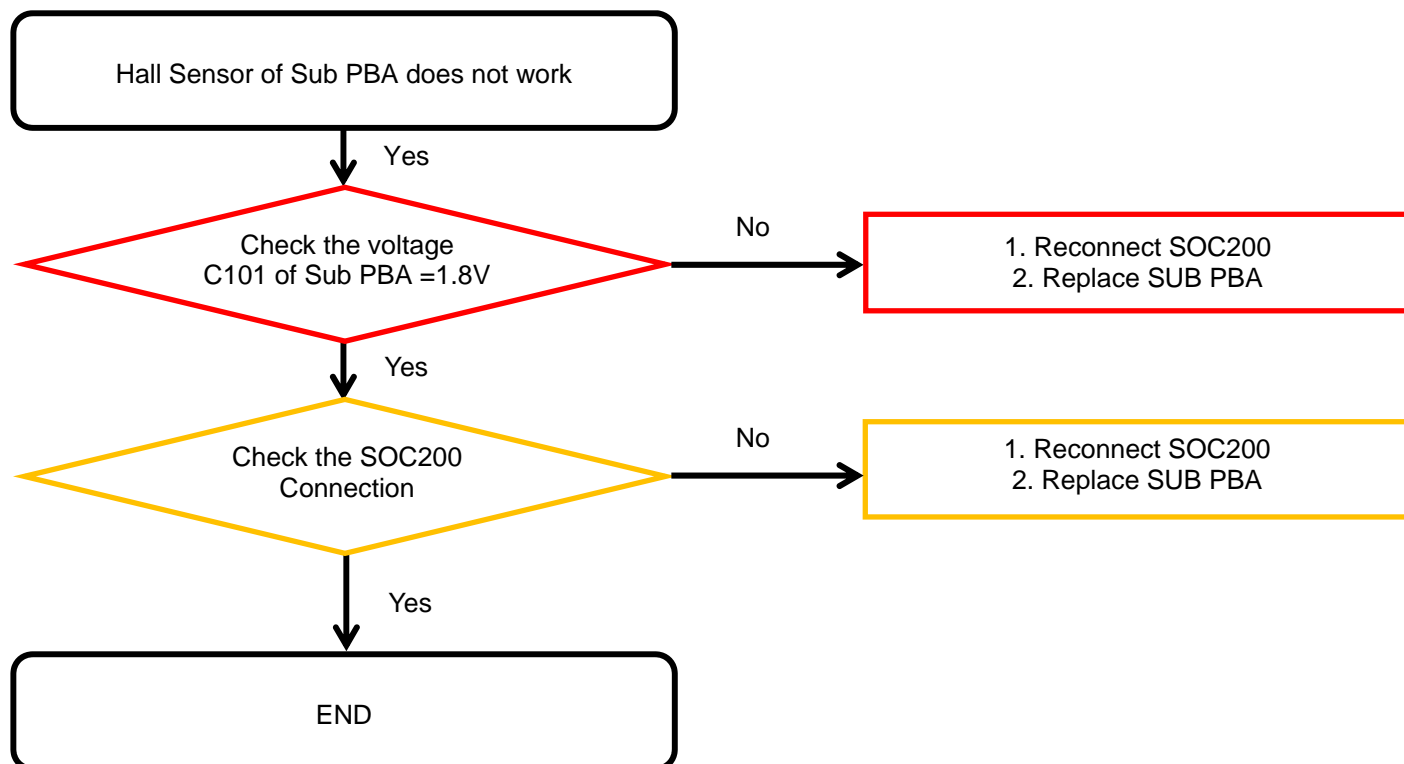 Hall Sensor of Sub PBA does not work
Yes
Check the voltage
C101 of Sub PBA =1.8V
No
1. Reconnect SOC200
2. Replace SUB PBA
Yes
Check the SOC200
Connection
No
1. Reconnect SOC200
2. Replace SUB PBA
Yes
END